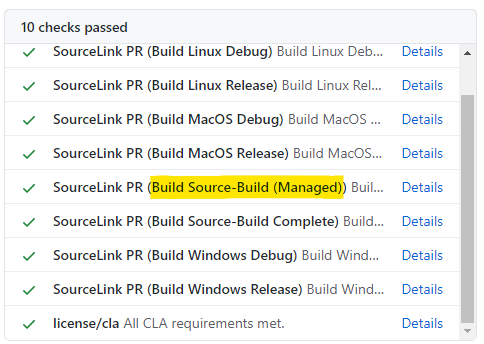 10 checks passed
SourceLink PR (Build Linux Debug) Build Linux Deb... Details
SourceLink PR (Build Linux Release) Build Linux Rel... Details
SourceLink PR (Build MacOS Debug) Build MacOS ... Details
SourceLink PR (Build MacOS Release) Build MacOS... Details
SourceLink PR (Build Source-Build (Managed)) Buil... Details
SourceLink PR (Build Source-Build Complete) Build... Details
SourceLink PR (Build Windows Debug) Build Wind... Details
SourceLink PR (Build Windows Release) Build Wind... Details
license/cla All CLA requirements met. Details